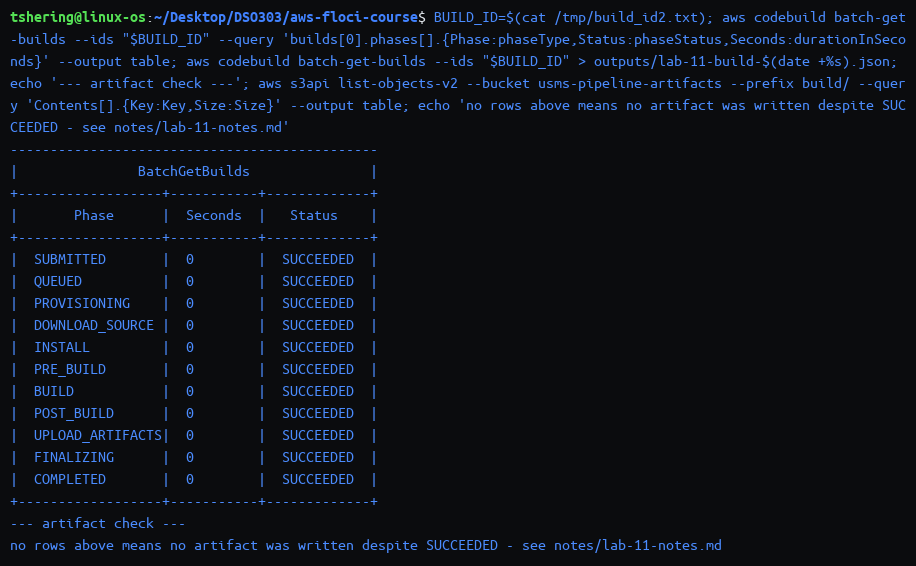 tshering@linux-os:~/Desktop/DSO303/aws-floci-course$ BUILD_ID=$(cat /tmp/build_id2.txt); aws codebuild batch-get
-builds --ids "$BUILD_ID" --query 'builds[0].phases[].{Phase:phaseType,Status:phaseStatus,Seconds:durationInSeco
nds}' --output table; aws codebuild batch-get-builds --ids "$BUILD_ID" > outputs/lab-11-build-$(date +%s).json;
echo '--- artifact check ---'; aws s3api list-objects-v2 --bucket usms-pipeline-artifacts --prefix build/ --quer
y 'Contents[].{Key:Key,Size:Size}' --output table; echo 'no rows above means no artifact was written despite SUC
CEEDED - see notes/lab-11-notes.md'
----------------------------------------------
|               BatchGetBuilds               |
+------------------+-----------+-------------+
|       Phase      |  Seconds  |   Status    |
+------------------+-----------+-------------+
|  SUBMITTED       |  0        |  SUCCEEDED  |
|  QUEUED          |  0        |  SUCCEEDED  |
|  PROVISIONING    |  0        |  SUCCEEDED  |
|  DOWNLOAD_SOURCE |  0        |  SUCCEEDED  |
|  INSTALL         |  0        |  SUCCEEDED  |
|  PRE_BUILD       |  0        |  SUCCEEDED  |
|  BUILD           |  0        |  SUCCEEDED  |
|  POST_BUILD      |  0        |  SUCCEEDED  |
|  UPLOAD_ARTIFACTS|  0        |  SUCCEEDED  |
|  FINALIZING      |  0        |  SUCCEEDED  |
|  COMPLETED       |  0        |  SUCCEEDED  |
+------------------+-----------+-------------+
--- artifact check ---
no rows above means no artifact was written despite SUCCEEDED - see notes/lab-11-notes.md